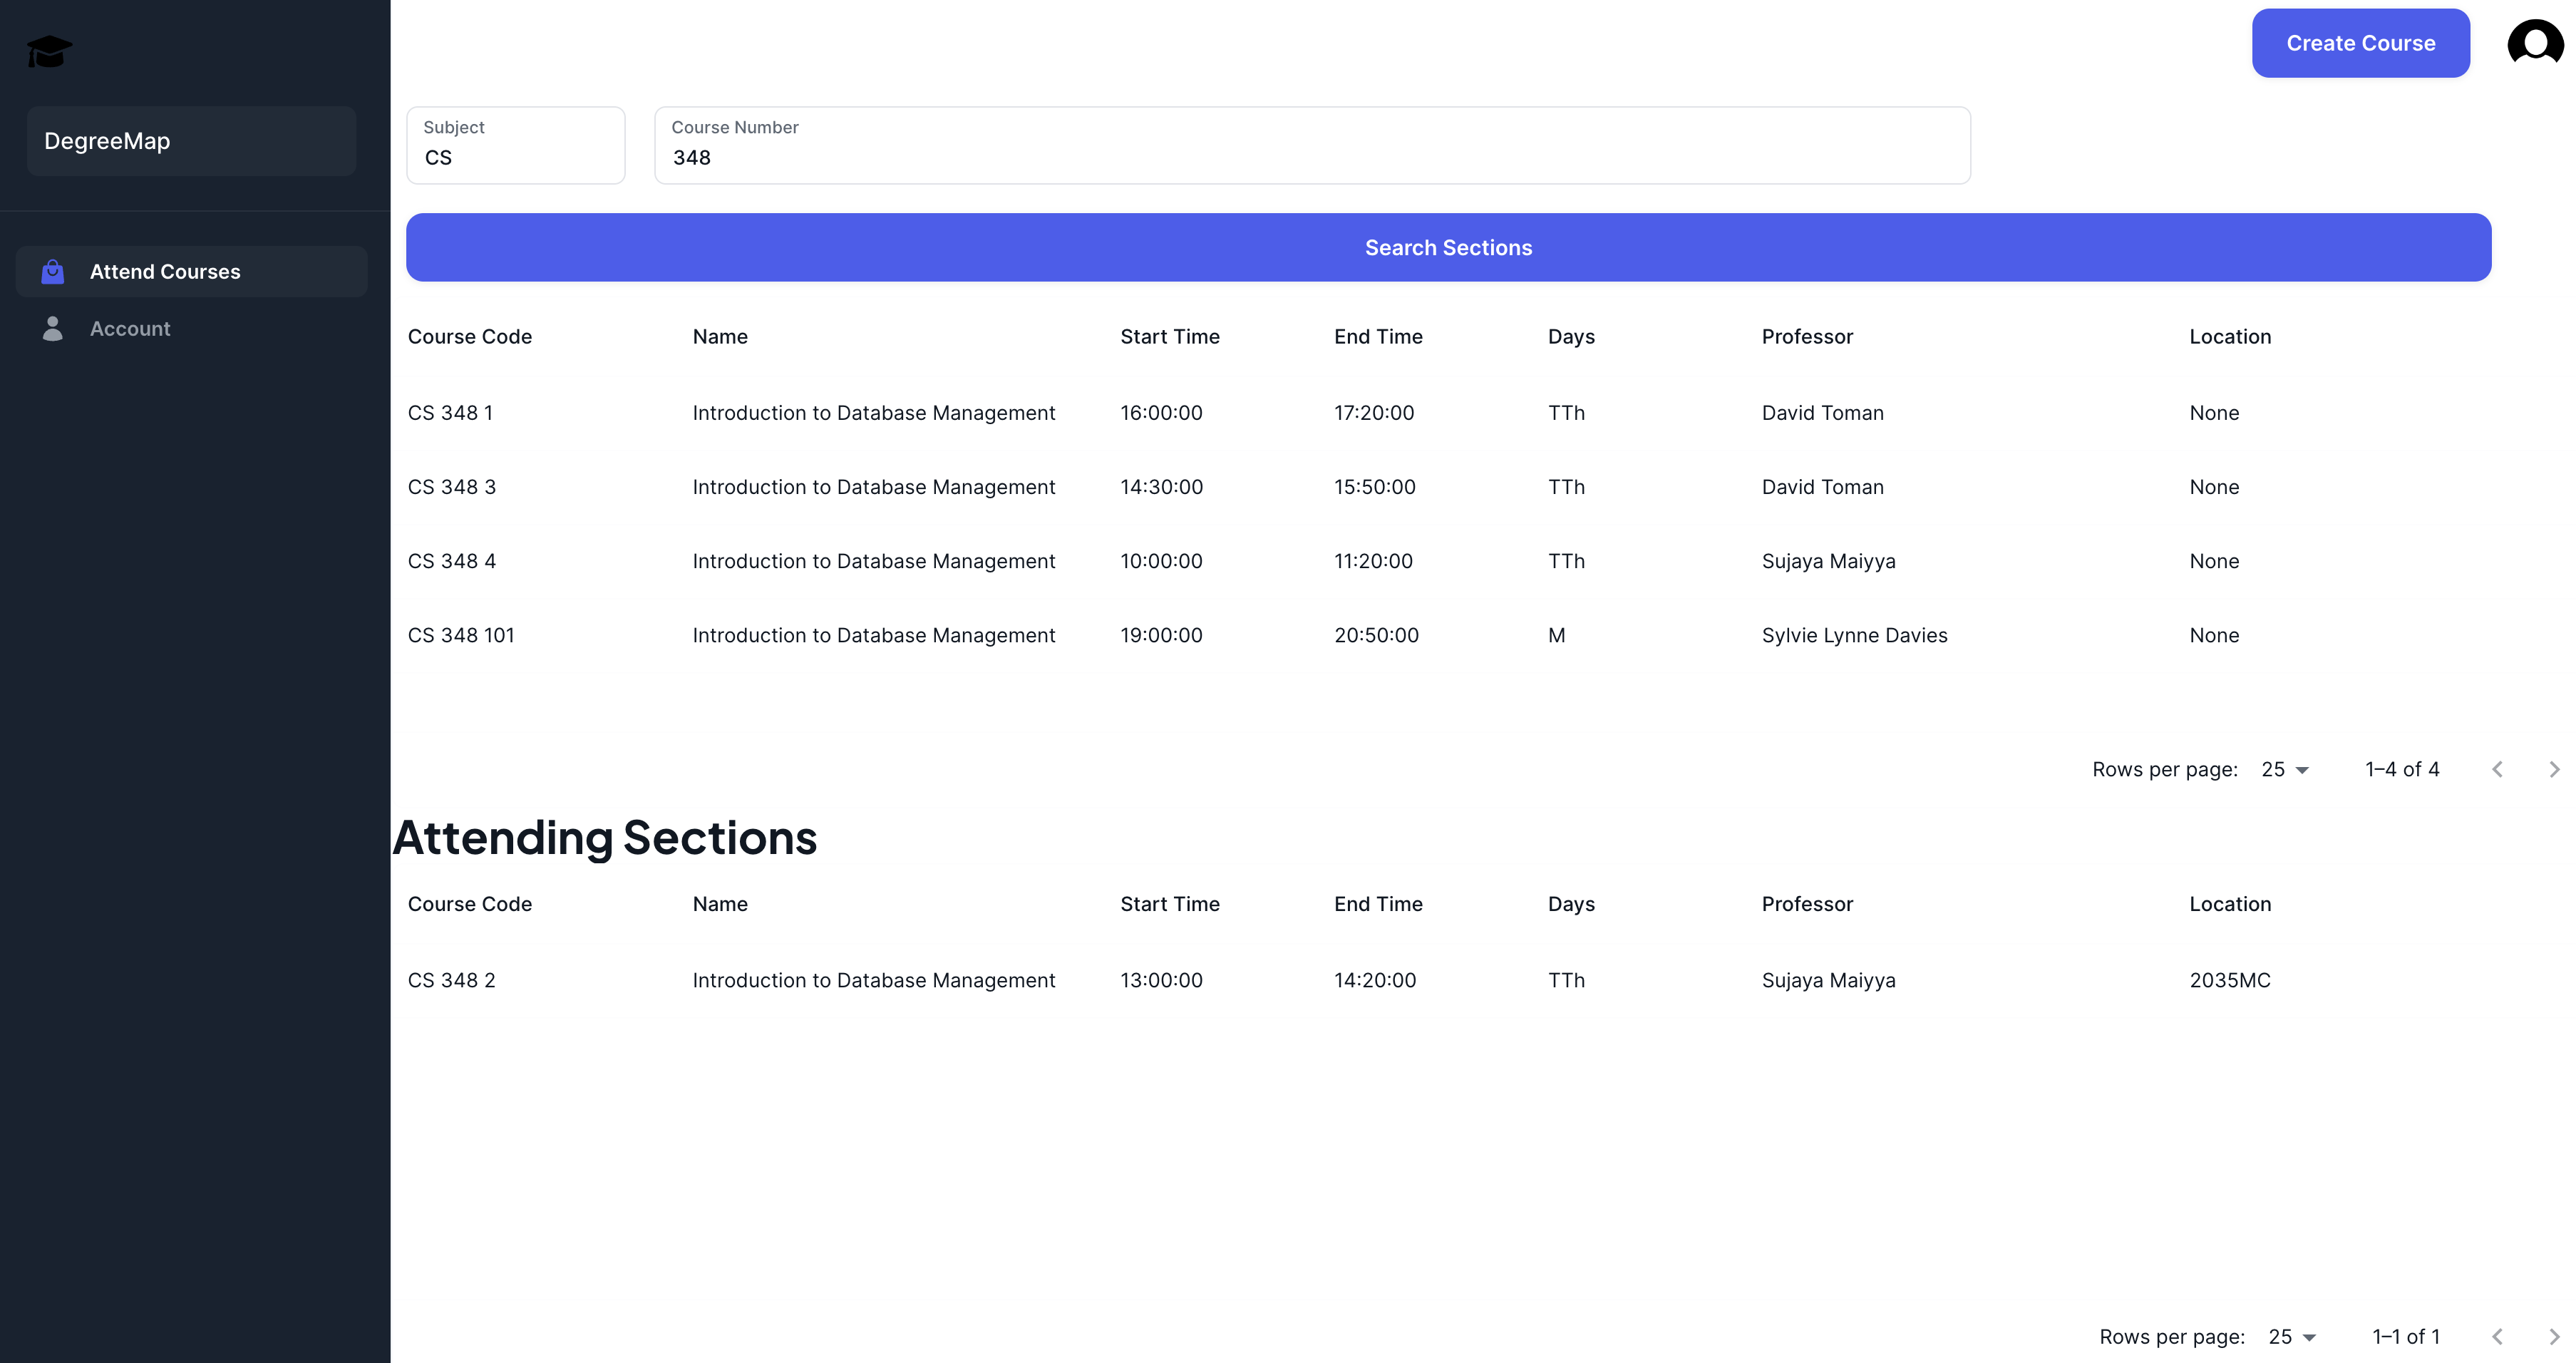 Create Course
DegreeMap
Attend Courses
Account
Subject
CS
Course Number
348
Search Sections
Course Code Name Start Time End Time Days Professor Location
CS 348 1 Introduction to Database Management 16:00:00 17:20:00 TTh David Toman None
CS 348 3 Introduction to Database Management 14:30:00 15:50:00 TTh David Toman None
CS 348 4 Introduction to Database Management 10:00:00 11:20:00 TTh Sujaya Maiyya None
CS 348 101 Introduction to Database Management 19:00:00 20:50:00 M Sylvie Lynne Davies None
Rows per page: 25 1–4 of 4
Attending Sections
Course Code Name Start Time End Time Days Professor Location
CS 348 2 Introduction to Database Management 13:00:00 14:20:00 TTh Sujaya Maiyya 2035MC
Rows per page: 25 1–1 of 1